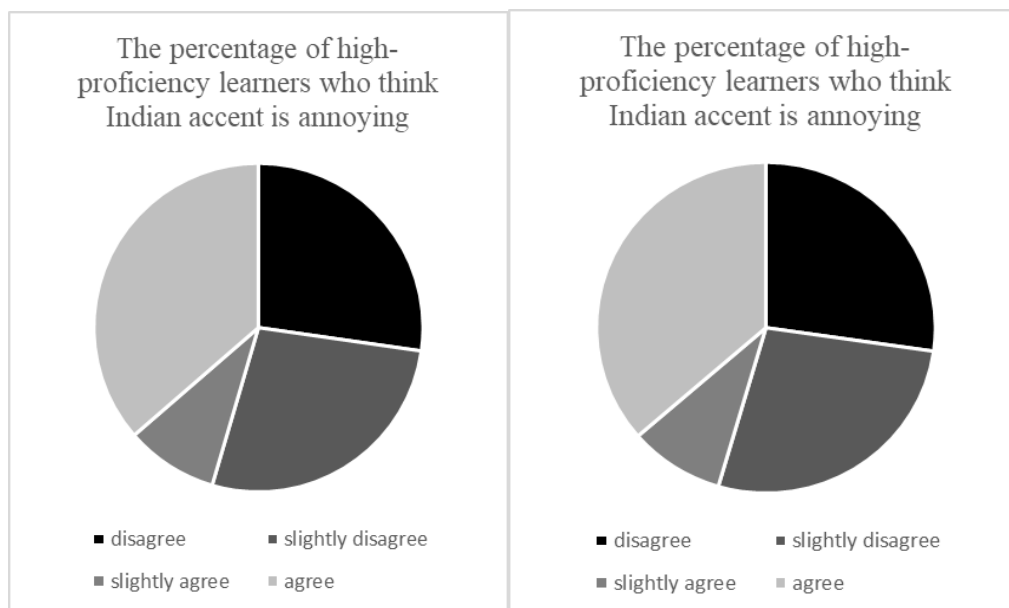 The percentage of high-
proficiency learners who think
Indian accent is annoying
disagree
slightly disagree
slightly agree
agree
The percentage of high-
proficiency learners who think
Indian accent is annoying
disagree
slightly disagree
slightly agree
agree